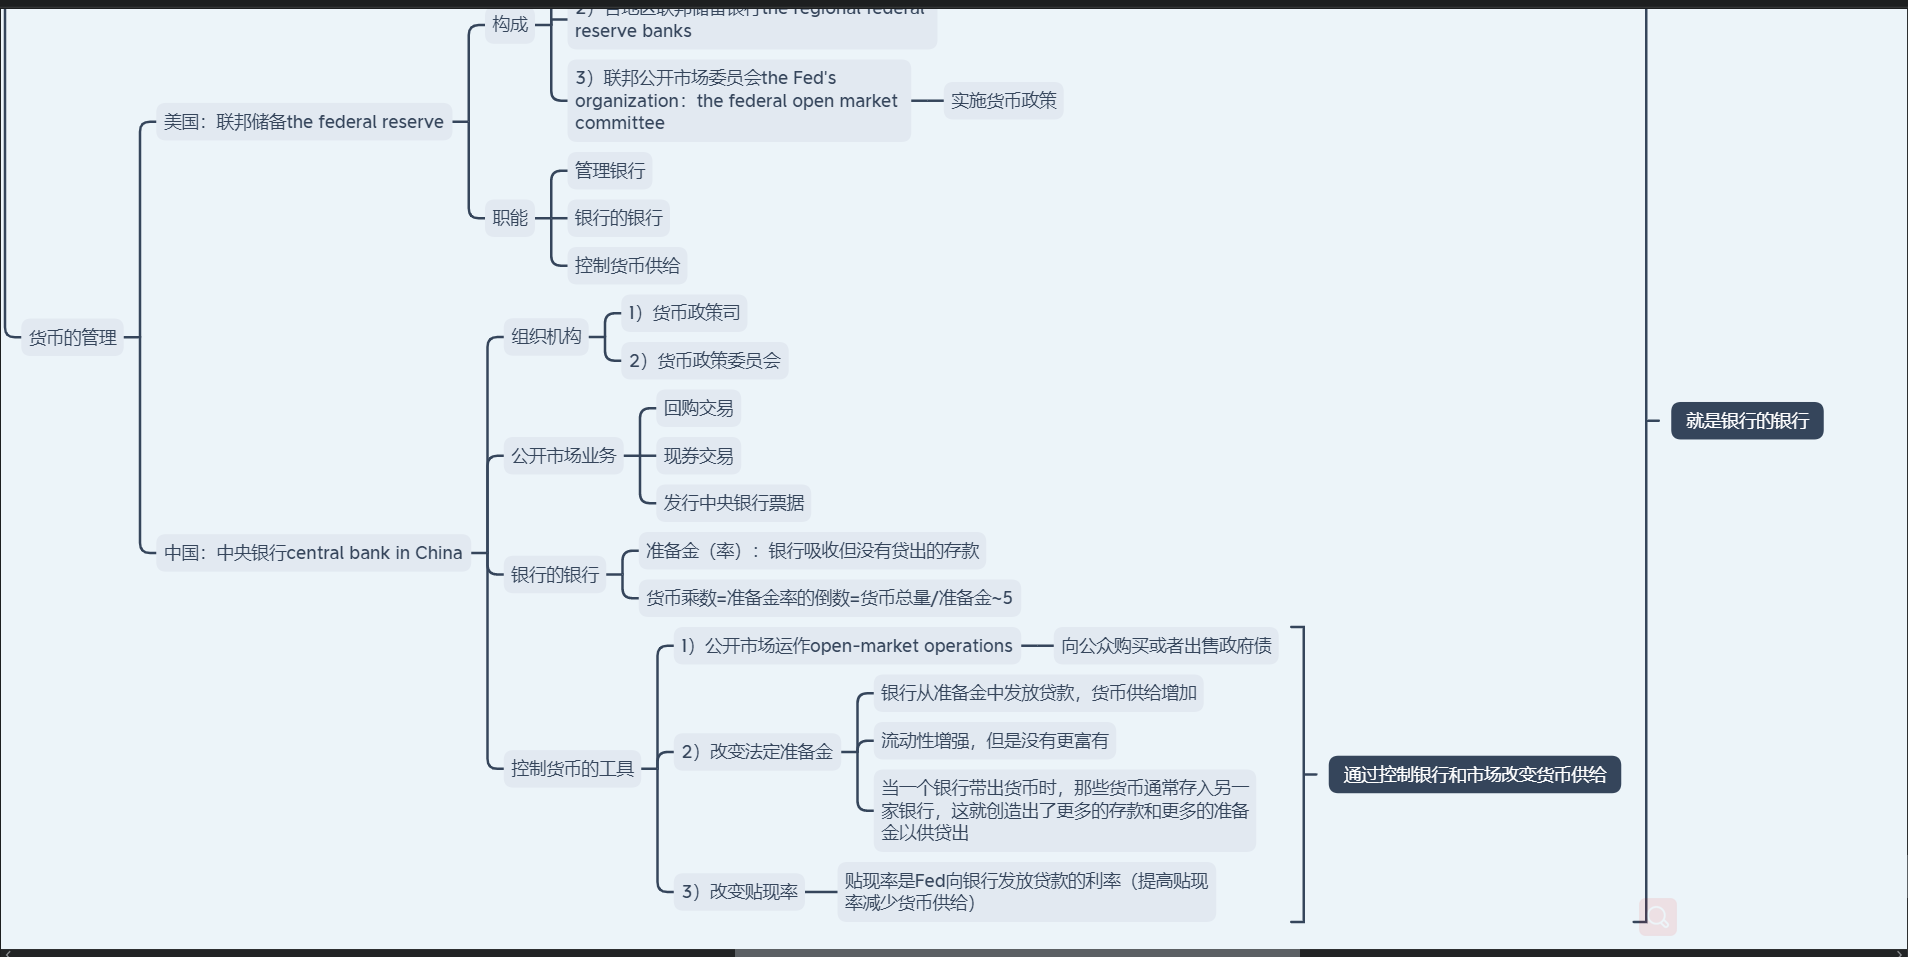 构成
2）各地区联邦储备银行the regional federal
reserve banks
3）联邦公开市场委员会the Fed's
organization：the federal open market
committee
实施货币政策
美国：联邦储备the federal reserve
职能
管理银行
银行的银行
控制货币供给
货币的管理
组织机构
1）货币政策司
2）货币政策委员会
公开市场业务
回购交易
现券交易
发行中央银行票据
就是银行的银行
中国：中央银行central bank in China
银行的银行
准备金（率）：银行吸收但没有贷出的存款
货币乘数=准备金率的倒数=货币总量/准备金~5
控制货币的工具
1）公开市场运作open-market operations
向公众购买或者出售政府债
2）改变法定准备金
银行从准备金中发放贷款，货币供给增加
流动性增强，但是没有更富有
当一个银行带出货币时，那些货币通常存入另一
家银行，这就创造出了更多的存款和更多的准备
金以供贷出
3）改变贴现率
贴现率是Fed向银行发放贷款的利率（提高贴现
率减少货币供给）
通过控制银行和市场改变货币供给